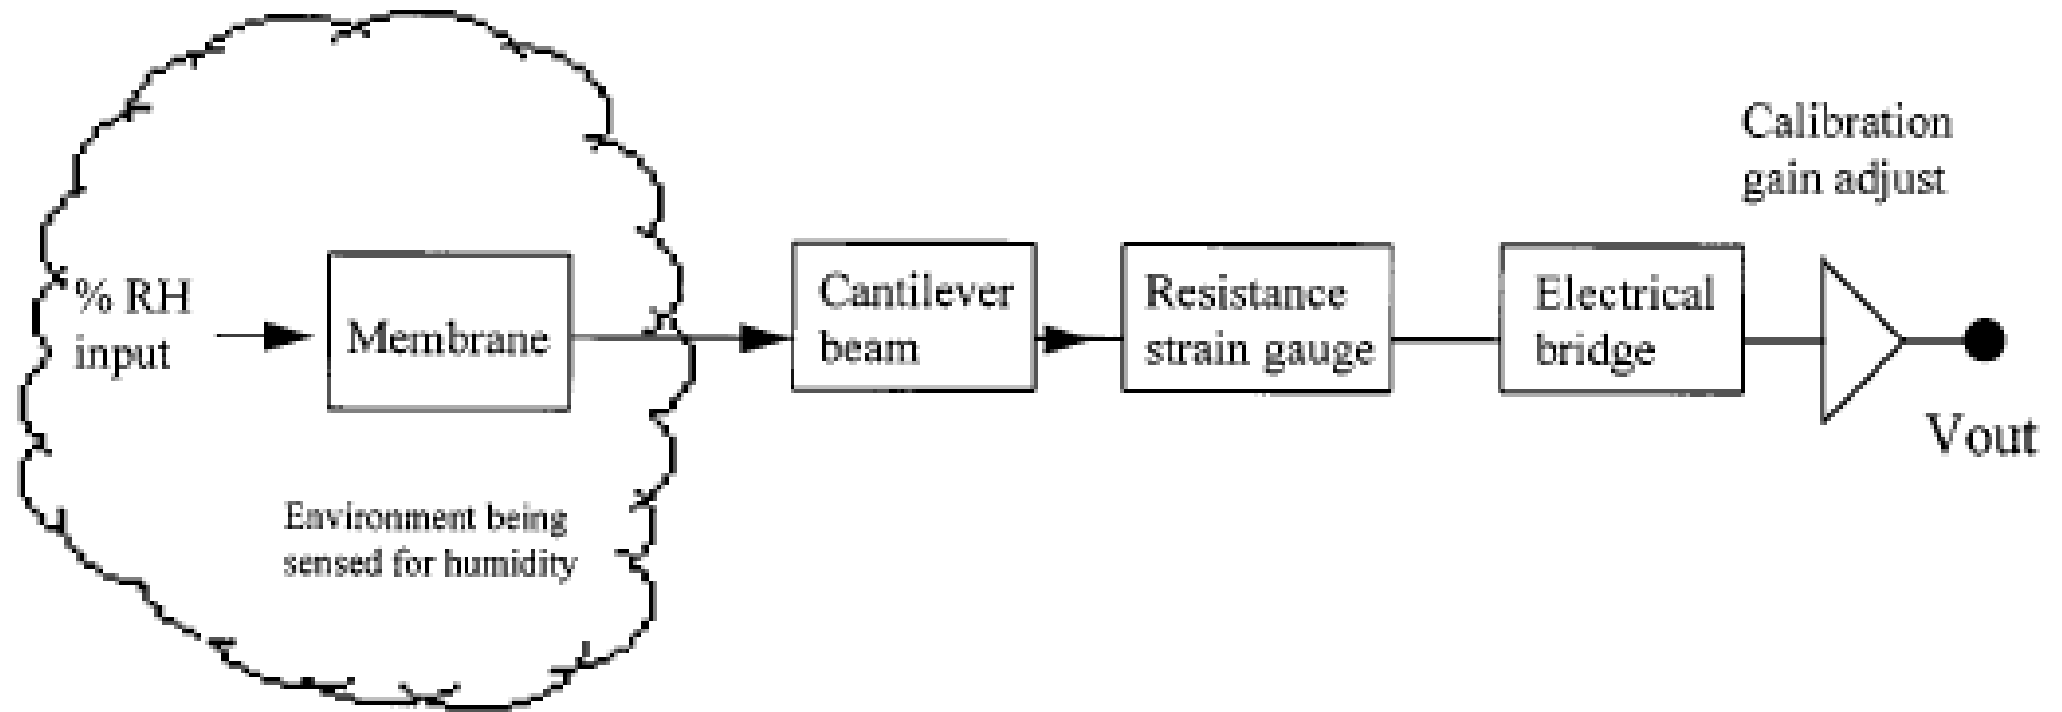 % RH
input
Membrane
Environment being
sensed for humidity
Cantilever
beam
Resistance
strain gauge
Electrical
bridge
Calibration
gain adjust
Vout